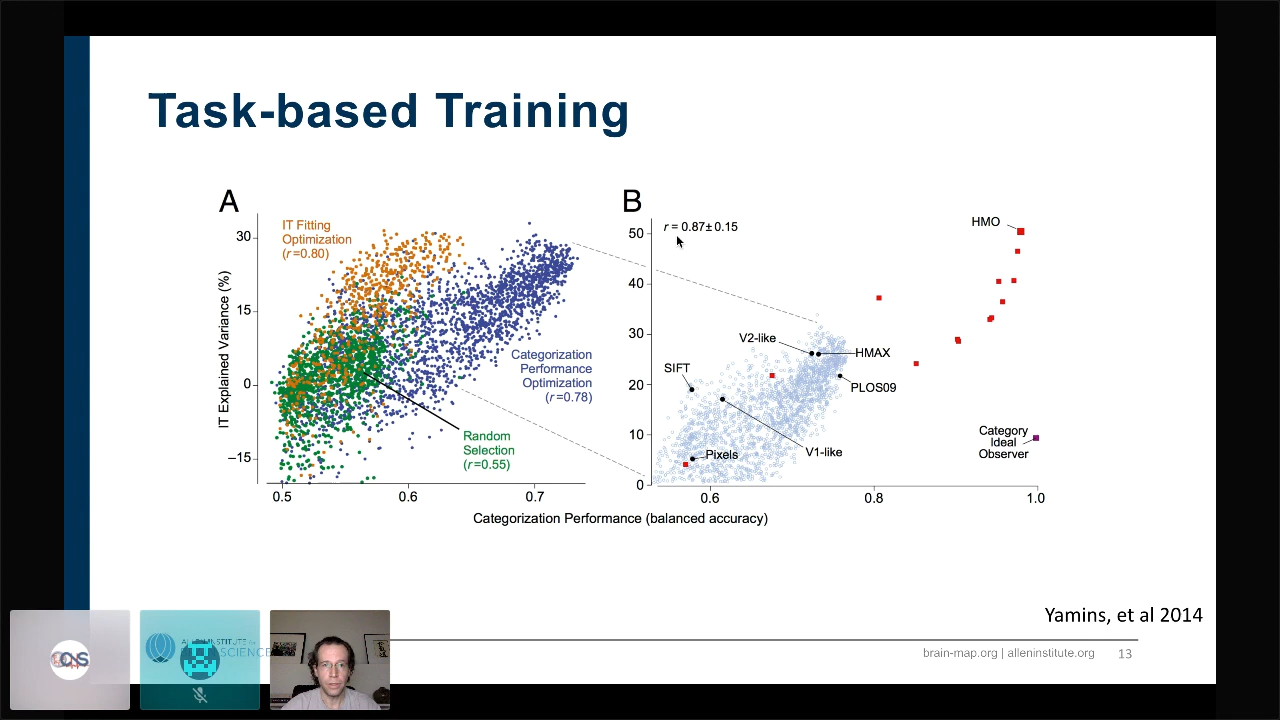 Task-based Training
A
IT Fitting
Optimization
(r=0.80)
30
15
0
−15
IT Explained Variance (%)
0.5
0.6
0.7
Categorization
Performance
Optimization
(r=0.78)
Random
Selection
(r=0.55)
B
r = 0.87±0.15
50
40
30
20
10
0
0.6
0.8
1.0
HMO
V2-like
HMAX
SIFT
PLOS09
Pixels
V1-like
Category
Ideal
Observer
Categorization Performance (balanced accuracy)
Yamins, et al 2014
brain-map.org | alleninstitute.org
13